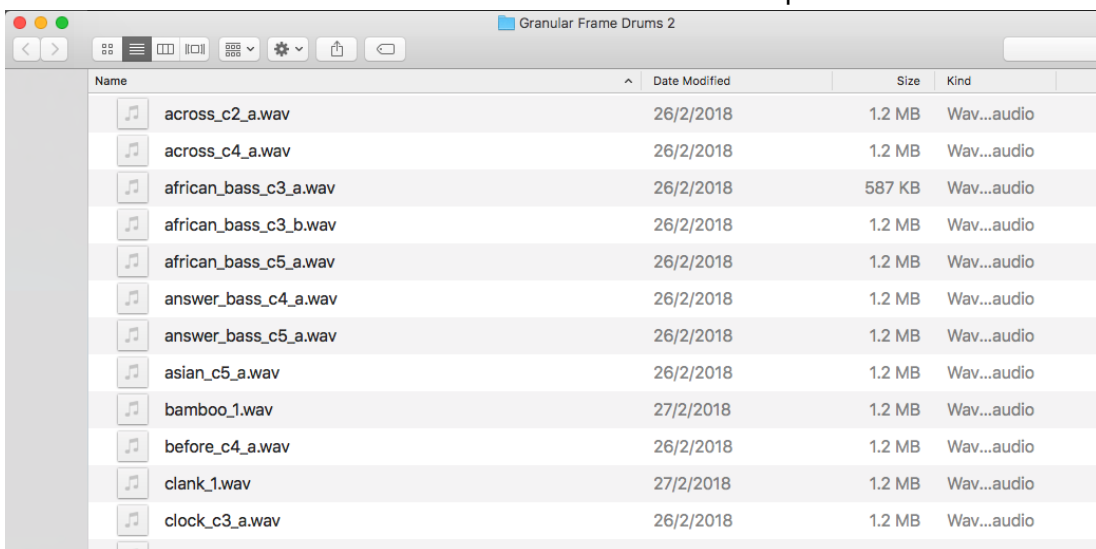 Granular Frame Drums 2
Name Date Modified Size Kind
across_c2_a.wav 26/2/2018 1.2 MB Wav...audio
across_c4_a.wav 26/2/2018 1.2 MB Wav...audio
african_bass_c3_a.wav 26/2/2018 587 KB Wav...audio
african_bass_c3_b.wav 26/2/2018 1.2 MB Wav...audio
african_bass_c5_a.wav 26/2/2018 1.2 MB Wav...audio
answer_bass_c4_a.wav 26/2/2018 1.2 MB Wav...audio
answer_bass_c5_a.wav 26/2/2018 1.2 MB Wav...audio
asian_c5_a.wav 26/2/2018 1.2 MB Wav...audio
bamboo_1.wav 27/2/2018 1.2 MB Wav...audio
before_c4_a.wav 26/2/2018 1.2 MB Wav...audio
clank_1.wav 27/2/2018 1.2 MB Wav...audio
clock_c3_a.wav 26/2/2018 1.2 MB Wav...audio